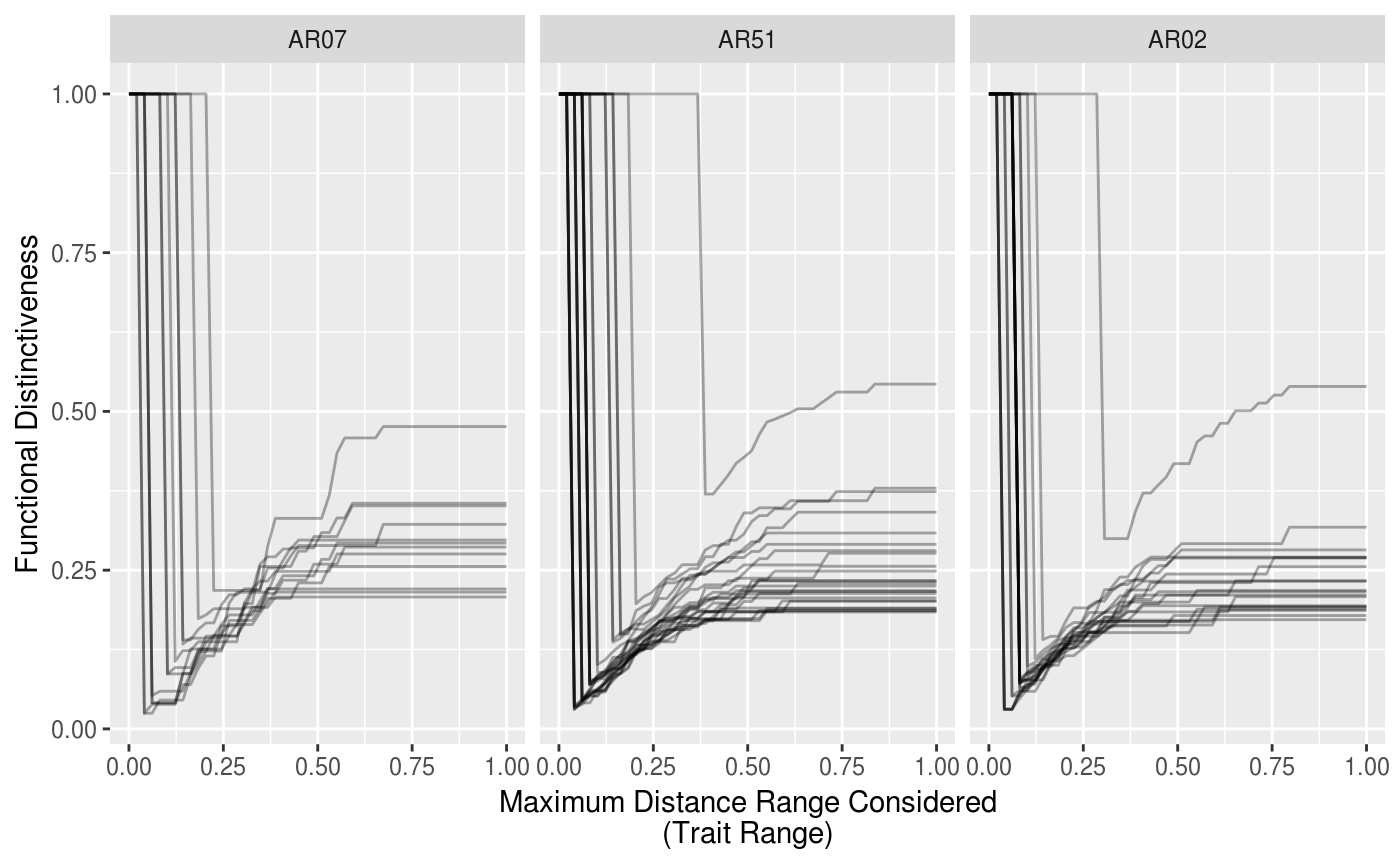 AR07 AR51 AR02
1.00
0.75
0.50
0.25
0.00
Functional Distinctiveness
0.00 0.25 0.50 0.75 1.00 0.00 0.25 0.50 0.75 1.00 0.00 0.25 0.50 0.75 1.00
Maximum Distance Range Considered
(Trait Range)